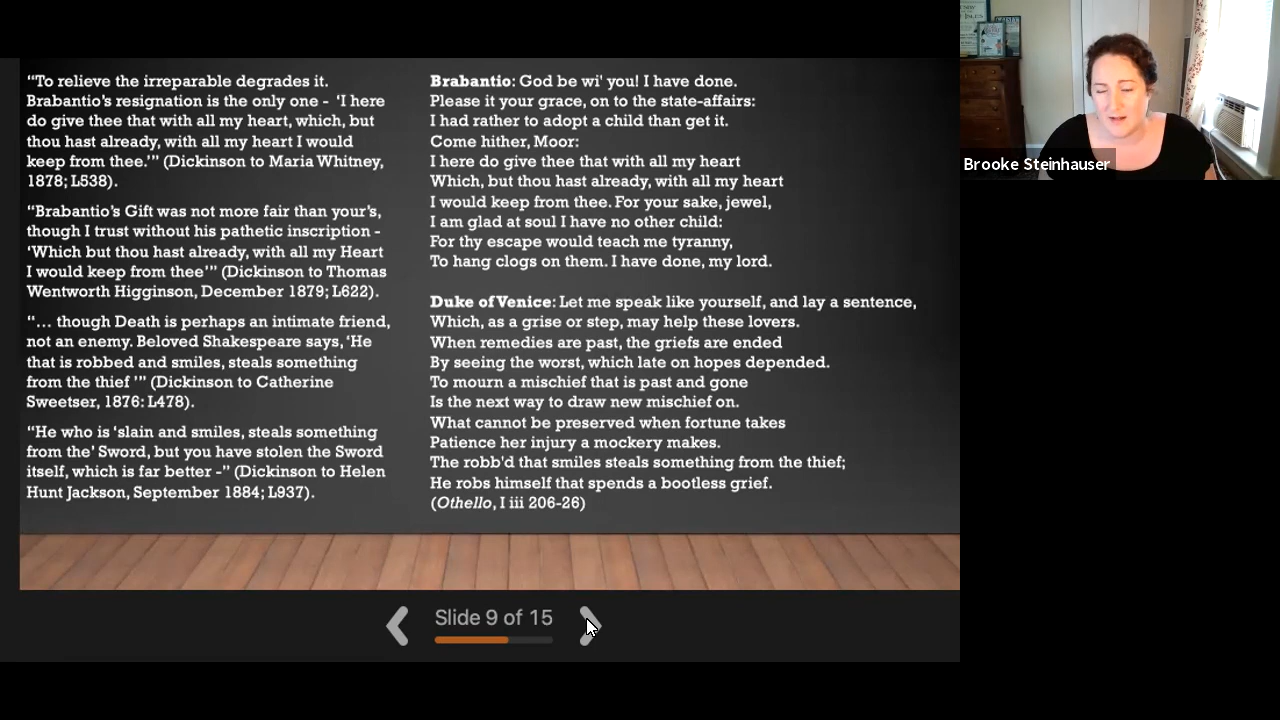 “To relieve the irreparable degrades it.
Brabantio’s resignation is the only one - ‘I here
do give thee that with all my heart, which, but
thou hast already, with all my heart I would
keep from thee.’” (Dickinson to Maria Whitney,
1878; L538).
“Brabantio’s Gift was not more fair than your’s,
though I trust without his pathetic inscription -
‘Which but thou hast already, with all my Heart
I would keep from thee’” (Dickinson to Thomas
Wentworth Higginson, December 1879; L622).
“… though Death is perhaps an intimate friend,
not an enemy. Beloved Shakespeare says, ‘He
that is robbed and smiles, steals something
from the thief ’” (Dickinson to Catherine
Sweetser, 1876: L478).
“He who is ‘slain and smiles, steals something
from the’ Sword, but you have stolen the Sword
itself, which is far better -” (Dickinson to Helen
Hunt Jackson, September 1884; L937).
Brabantio: God be wi' you! I have done.
Please it your grace, on to the state-affairs:
I had rather to adopt a child than get it.
Come hither, Moor:
I here do give thee that with all my heart
Which, but thou hast already, with all my heart
I would keep from thee. For your sake, jewel,
I am glad at soul I have no other child:
For thy escape would teach me tyranny,
To hang clogs on them. I have done, my lord.
Duke of Venice: Let me speak like yourself, and lay a sentence,
Which, as a grise or step, may help these lovers.
When remedies are past, the griefs are ended
By seeing the worst, which late on hopes depended.
To mourn a mischief that is past and gone
Is the next way to draw new mischief on.
What cannot be preserved when fortune takes
Patience her injury a mockery makes.
The robb'd that smiles steals something from the thief;
He robs himself that spends a bootless grief.
(Othello, I iii 206-26)
Slide 9 of 15
Brooke Steinhauser